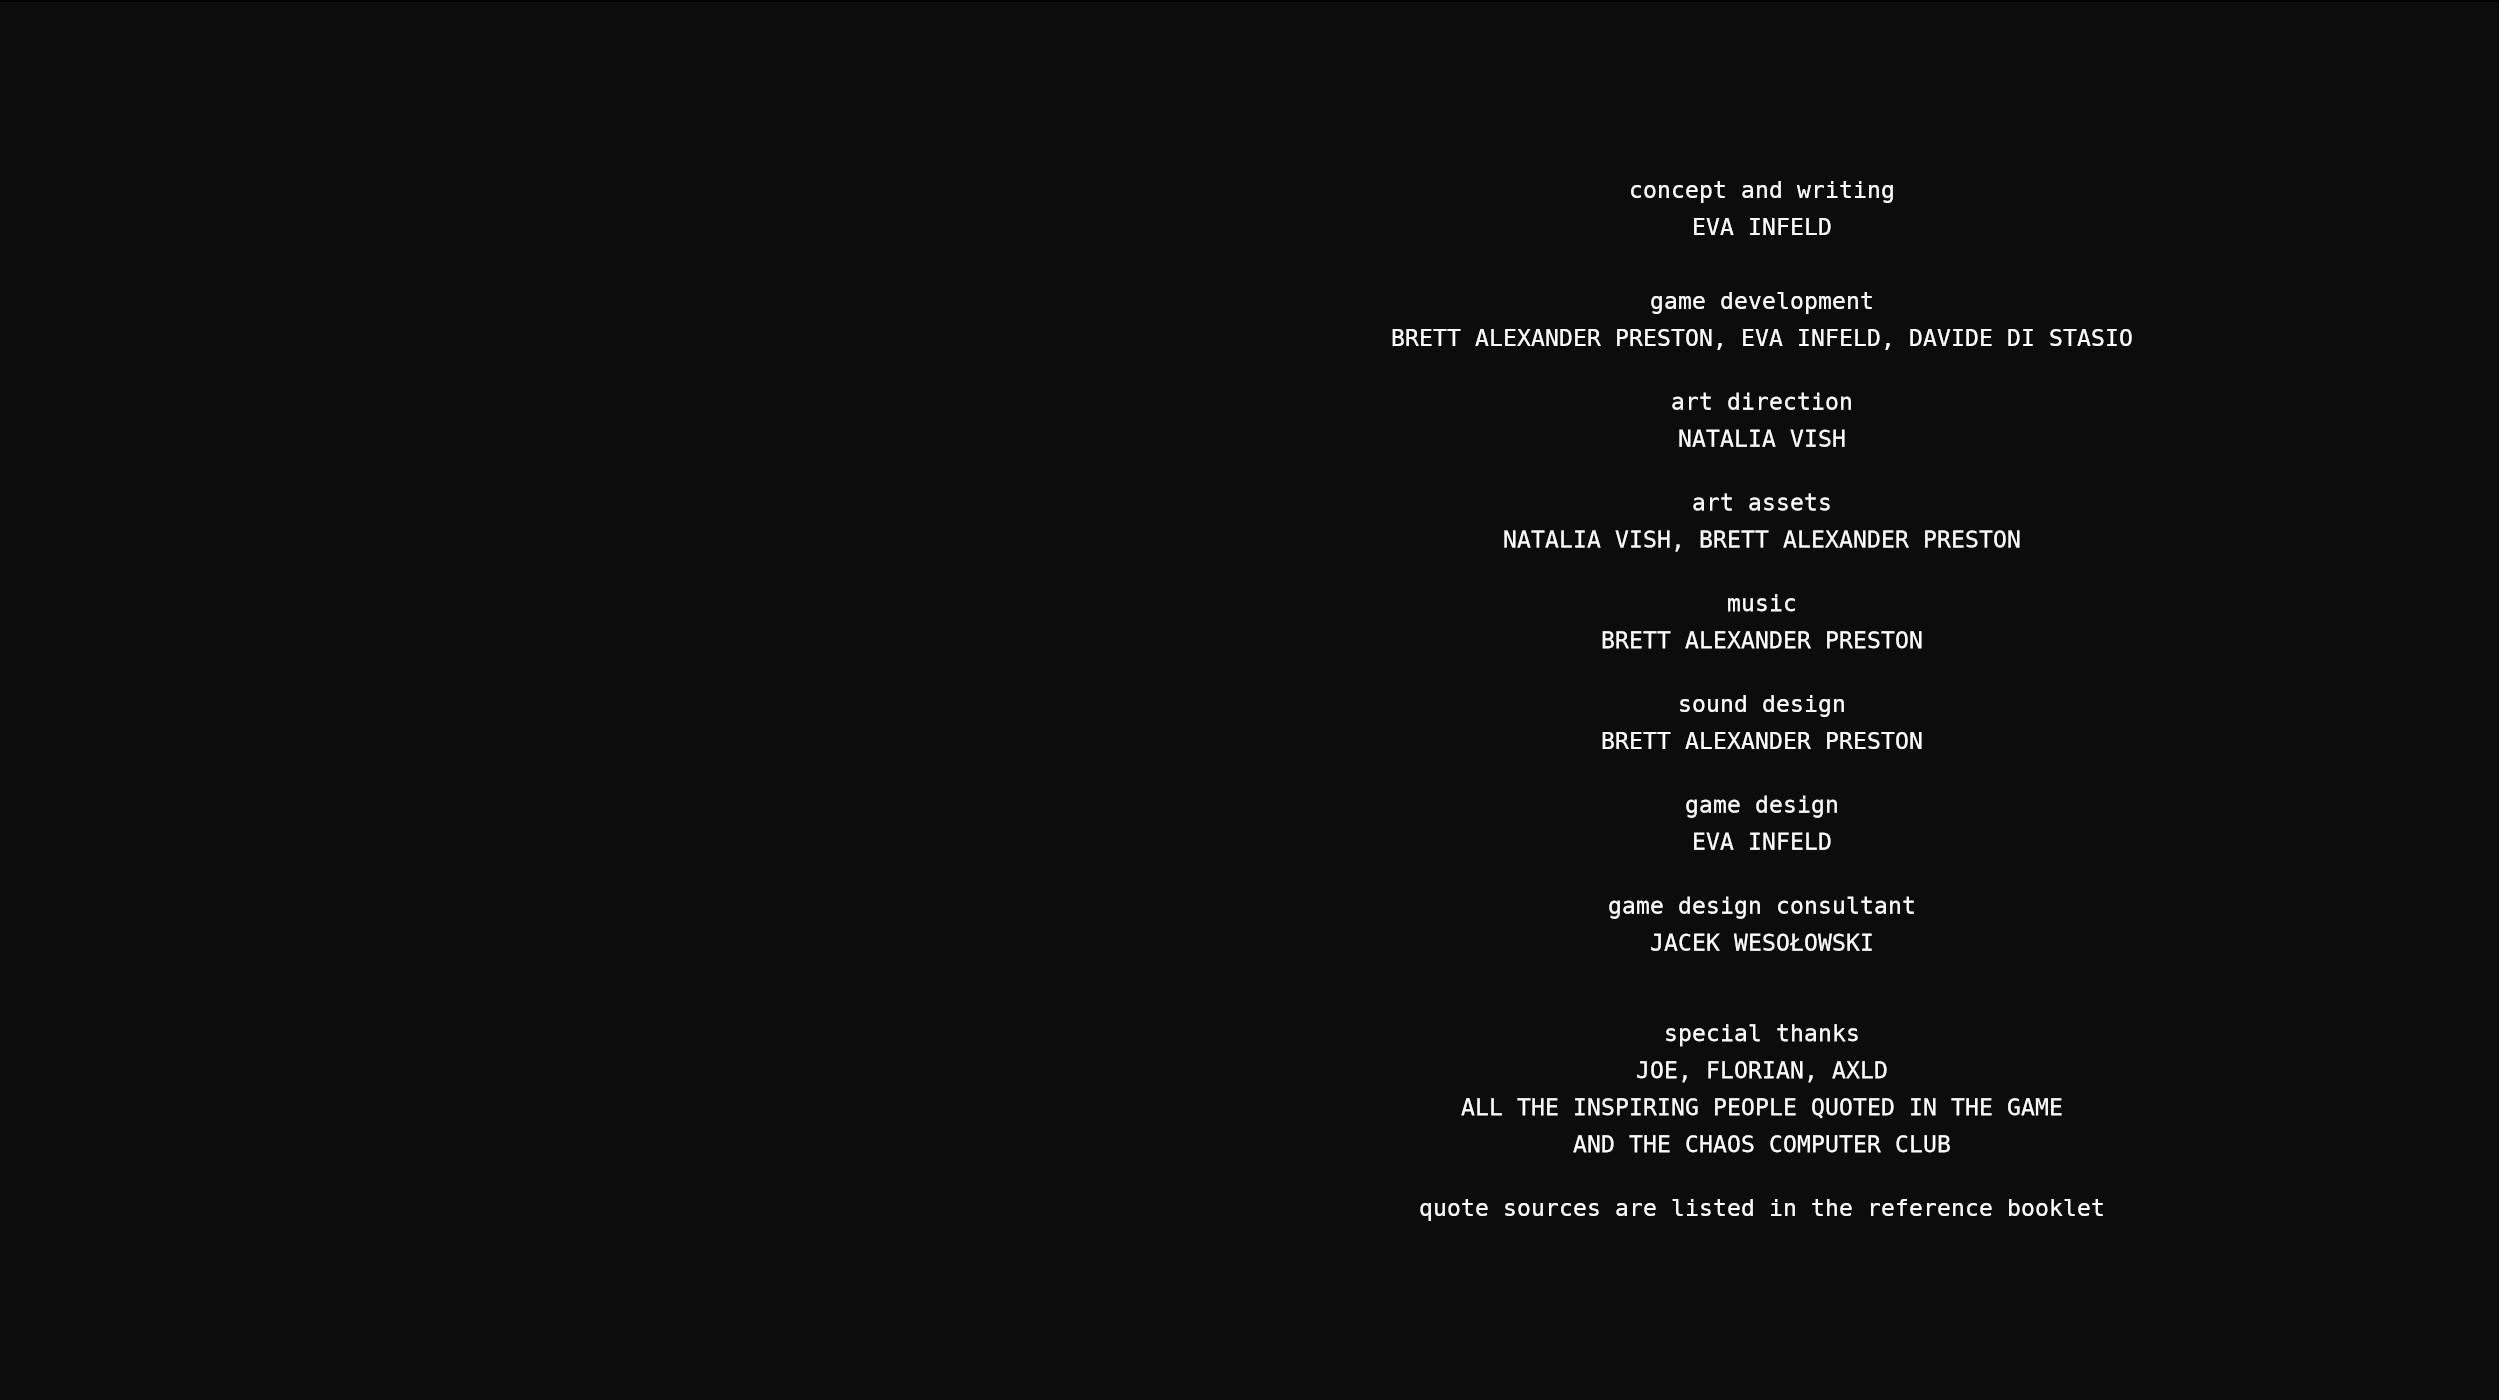 concept and writing
EVA INFELD
game development
BRETT ALEXANDER PRESTON, EVA INFELD, DAVIDE DI STASIO
art direction
NATALIA VISH
art assets
NATALIA VISH, BRETT ALEXANDER PRESTON
music
BRETT ALEXANDER PRESTON
sound design
BRETT ALEXANDER PRESTON
game design
EVA INFELD
game design consultant
JACEK WESOŁOWSKI
special thanks
JOE, FLORIAN, AXLD
ALL THE INSPIRING PEOPLE QUOTED IN THE GAME
AND THE CHAOS COMPUTER CLUB
quote sources are listed in the reference booklet